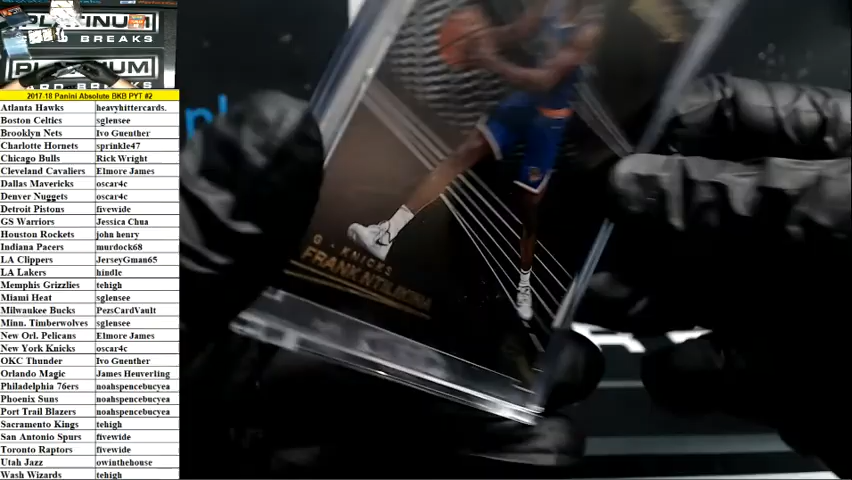 PLATINUM
CARD BREAKS
PLATINUM
CARD BREAKS
2017-18 Panini Absolute BKB PYT #2
Atlanta Hawks heavyhittercards.
Boston Celtics sglensee
Brooklyn Nets Ivo Guenther
Charlotte Hornets sprinkle47
Chicago Bulls Rick Wright
Cleveland Cavaliers Elmore James
Dallas Mavericks oscar4c
Denver Nuggets oscar4c
Detroit Pistons fivewide
GS Warriors Jessica Chua
Houston Rockets john henry
Indiana Pacers murdock68
LA Clippers JerseyGman65
LA Lakers hindle
Memphis Grizzlies tehigh
Miami Heat sglensee
Milwaukee Bucks PezsCardVault
Minn. Timberwolves sglensee
New Orl. Pelicans Elmore James
New York Knicks oscar4c
OKC Thunder Ivo Guenther
Orlando Magic James Heuverling
Philadelphia 76ers noahspencebucyea
Phoenix Suns noahspencebucyea
Port Trail Blazers noahspencebucyea
Sacramento Kings tehigh
San Antonio Spurs fivewide
Toronto Raptors fivewide
Utah Jazz owinthehouse
Wash Wizards tehigh
G - KNICKS
FRANK NTILIKINA